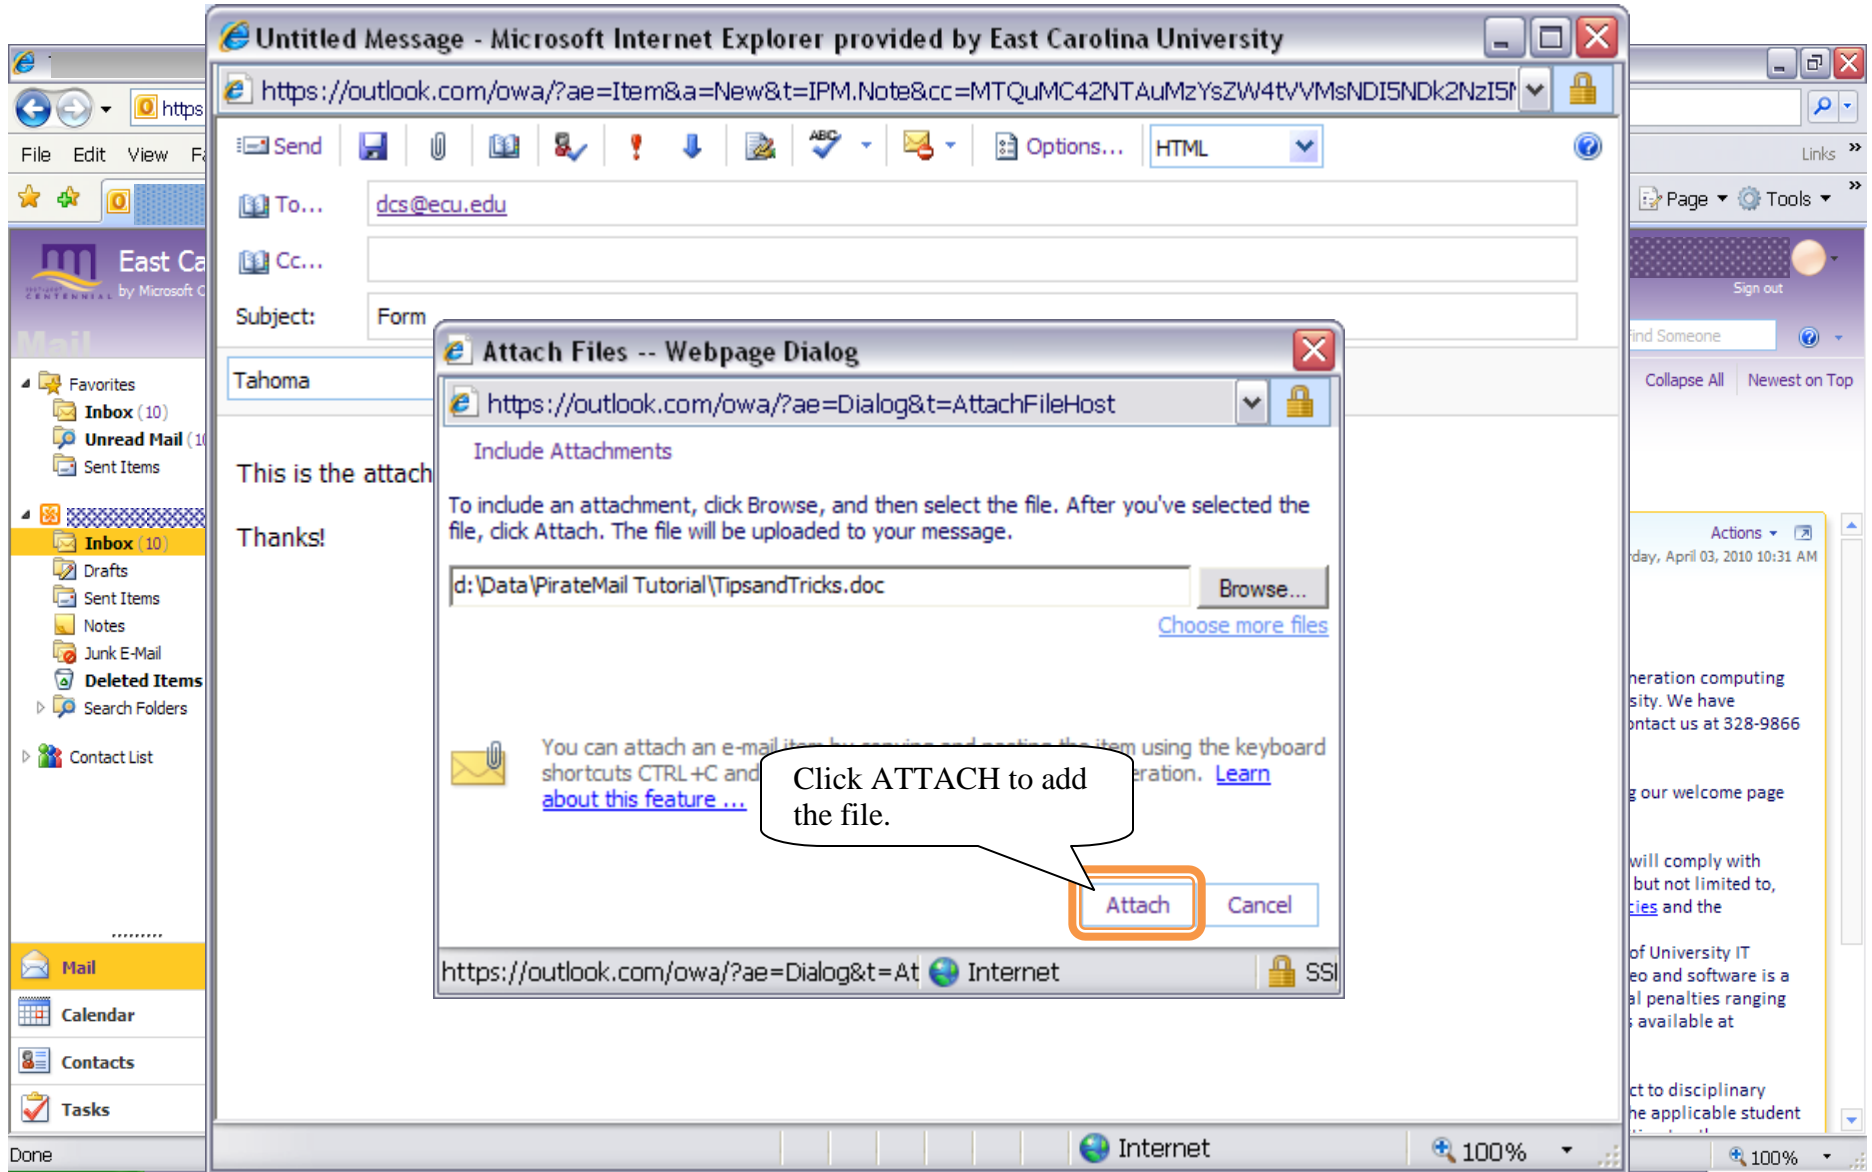 Untitled Message - Microsoft Internet Explorer provided by East Carolina University
https://outlook.com/owa/?ae=Item&a=New&t=IPM.Note&cc=MTQuMC42NTAuMzYsZW4tVVMsNDI5NDk2NzI5N
https
File Edit View Fa
Links »
Page Tools »
Send
ABC
Options...
HTML
To...
dcs@ecu.edu
Cc...
Subject:
Form
Tahoma
This is the attach
Thanks!
East Ca
by Microsoft C
CENTENNIAL
Mail
Favorites
Inbox (10)
Unread Mail (10
Sent Items
Inbox (10)
Drafts
Sent Items
Notes
Junk E-Mail
Deleted Items
Search Folders
Contact List
Mail
Calendar
Contacts
Tasks
Done
Attach Files -- Webpage Dialog
https://outlook.com/owa/?ae=Dialog&t=AttachFileHost
Include Attachments
To include an attachment, click Browse, and then select the file. After you've selected the
file, click Attach. The file will be uploaded to your message.
d:\Data\PirateMail Tutorial\TipsandTricks.doc
Browse...
Choose more files
You can attach an e-mail item by copying and pasting the item using the keyboard
shortcuts CTRL+C and
eration. Learn
about this feature ...
Click ATTACH to add
the file.
Attach
Cancel
https://outlook.com/owa/?ae=Dialog&t=At
Internet
SSI
Internet
100%
Sign out
ind Someone
Collapse All
Newest on Top
Actions
rday, April 03, 2010 10:31 AM
neration computing
sity. We have
ontact us at 328-9866
g our welcome page
will comply with
but not limited to,
cies and the
of University IT
eo and software is a
al penalties ranging
s available at
ct to disciplinary
he applicable student
100%